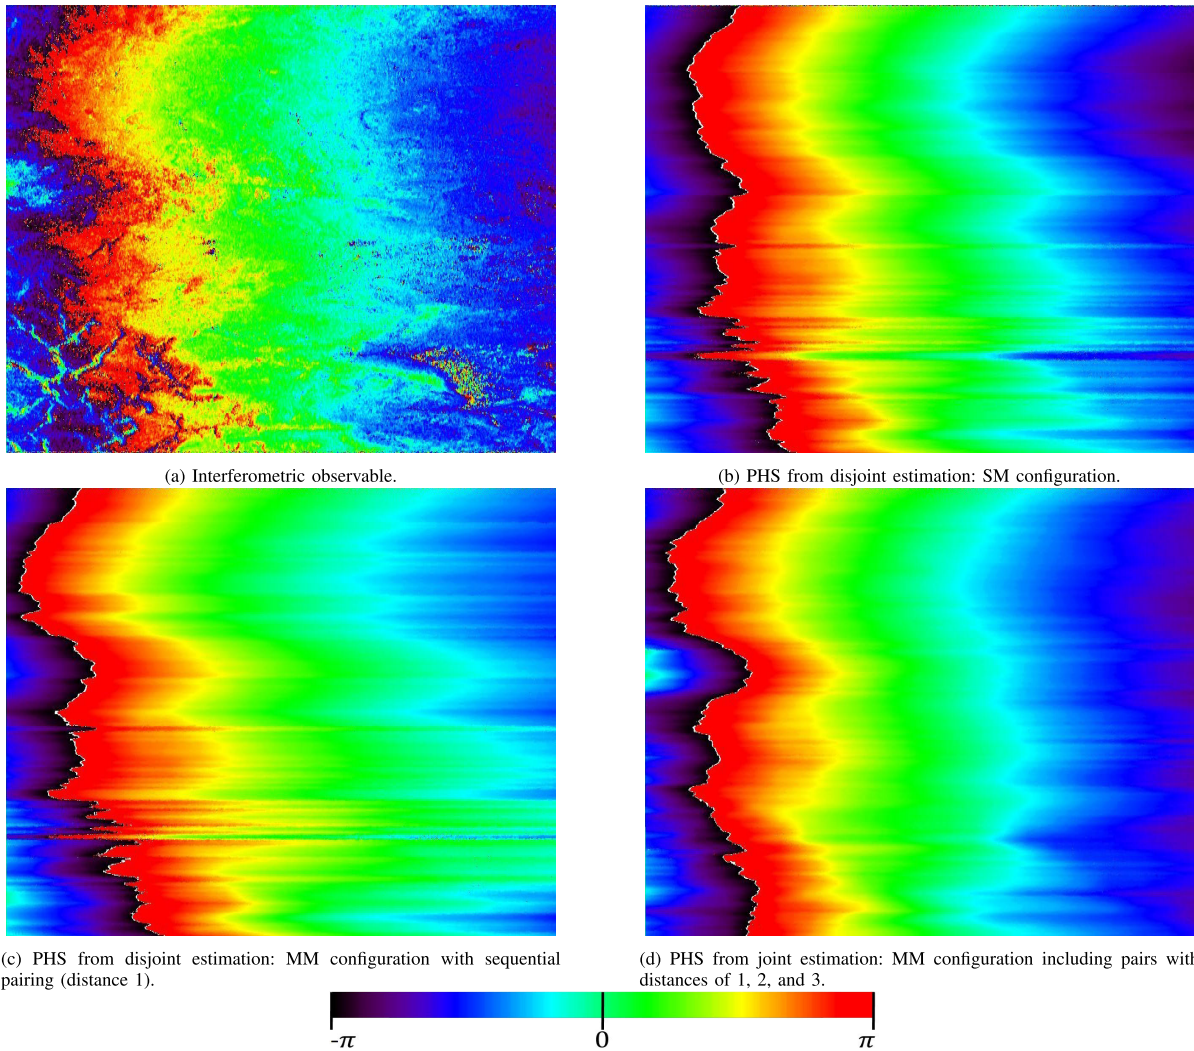 (a) Interferometric observable.
(b) PHS from disjoint estimation: SM configuration.
(c) PHS from disjoint estimation: MM configuration with sequential
pairing (distance 1).
(d) PHS from joint estimation: MM configuration including pairs with
distances of 1, 2, and 3.
-π 0 π